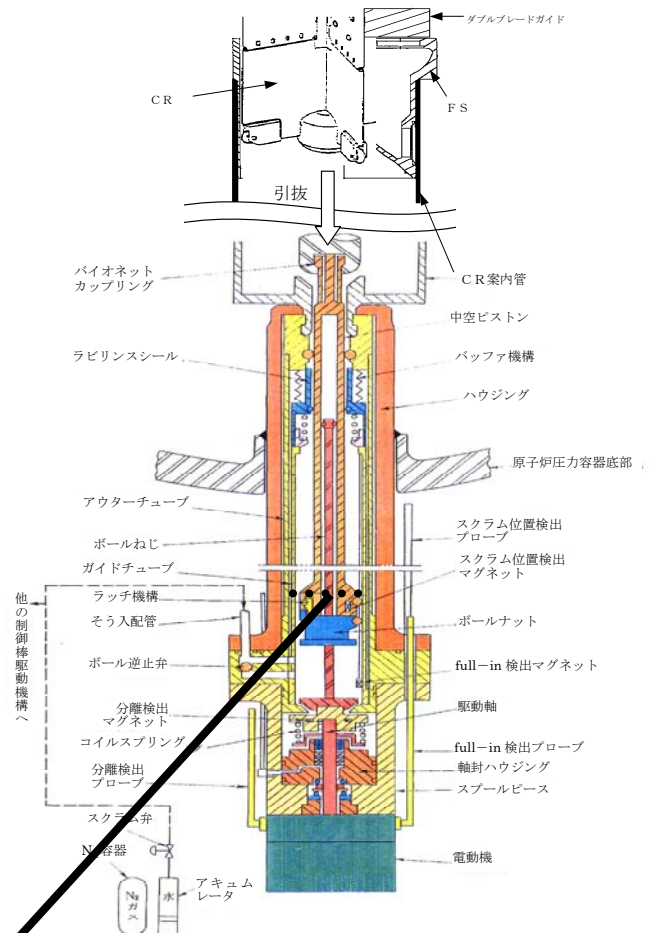 ダブルブレードガイド
ＣＲ
ＦＳ
引抜
バイオネット
カップリング
ＣＲ案内管
中空ピストン
ラビリンスシール
バッファ機構
ハウジング
原子炉圧力容器底部
アウターチューブ
スクラム位置検出
プローブ
ボールねじ
スクラム位置検出
マグネット
ガイドチューブ
ラッチ機構
他の制御棒駆動機構へ
そう入配管
ボールナット
ボール逆止弁
full－in 検出マグネット
分離検出
マグネット
駆動軸
コイルスプリング
full－in 検出プローブ
分離検出
プローブ
軸封ハウジング
スプールピース
スクラム弁
電動機
容器
アキュム
レータ
N₂
ガス
水